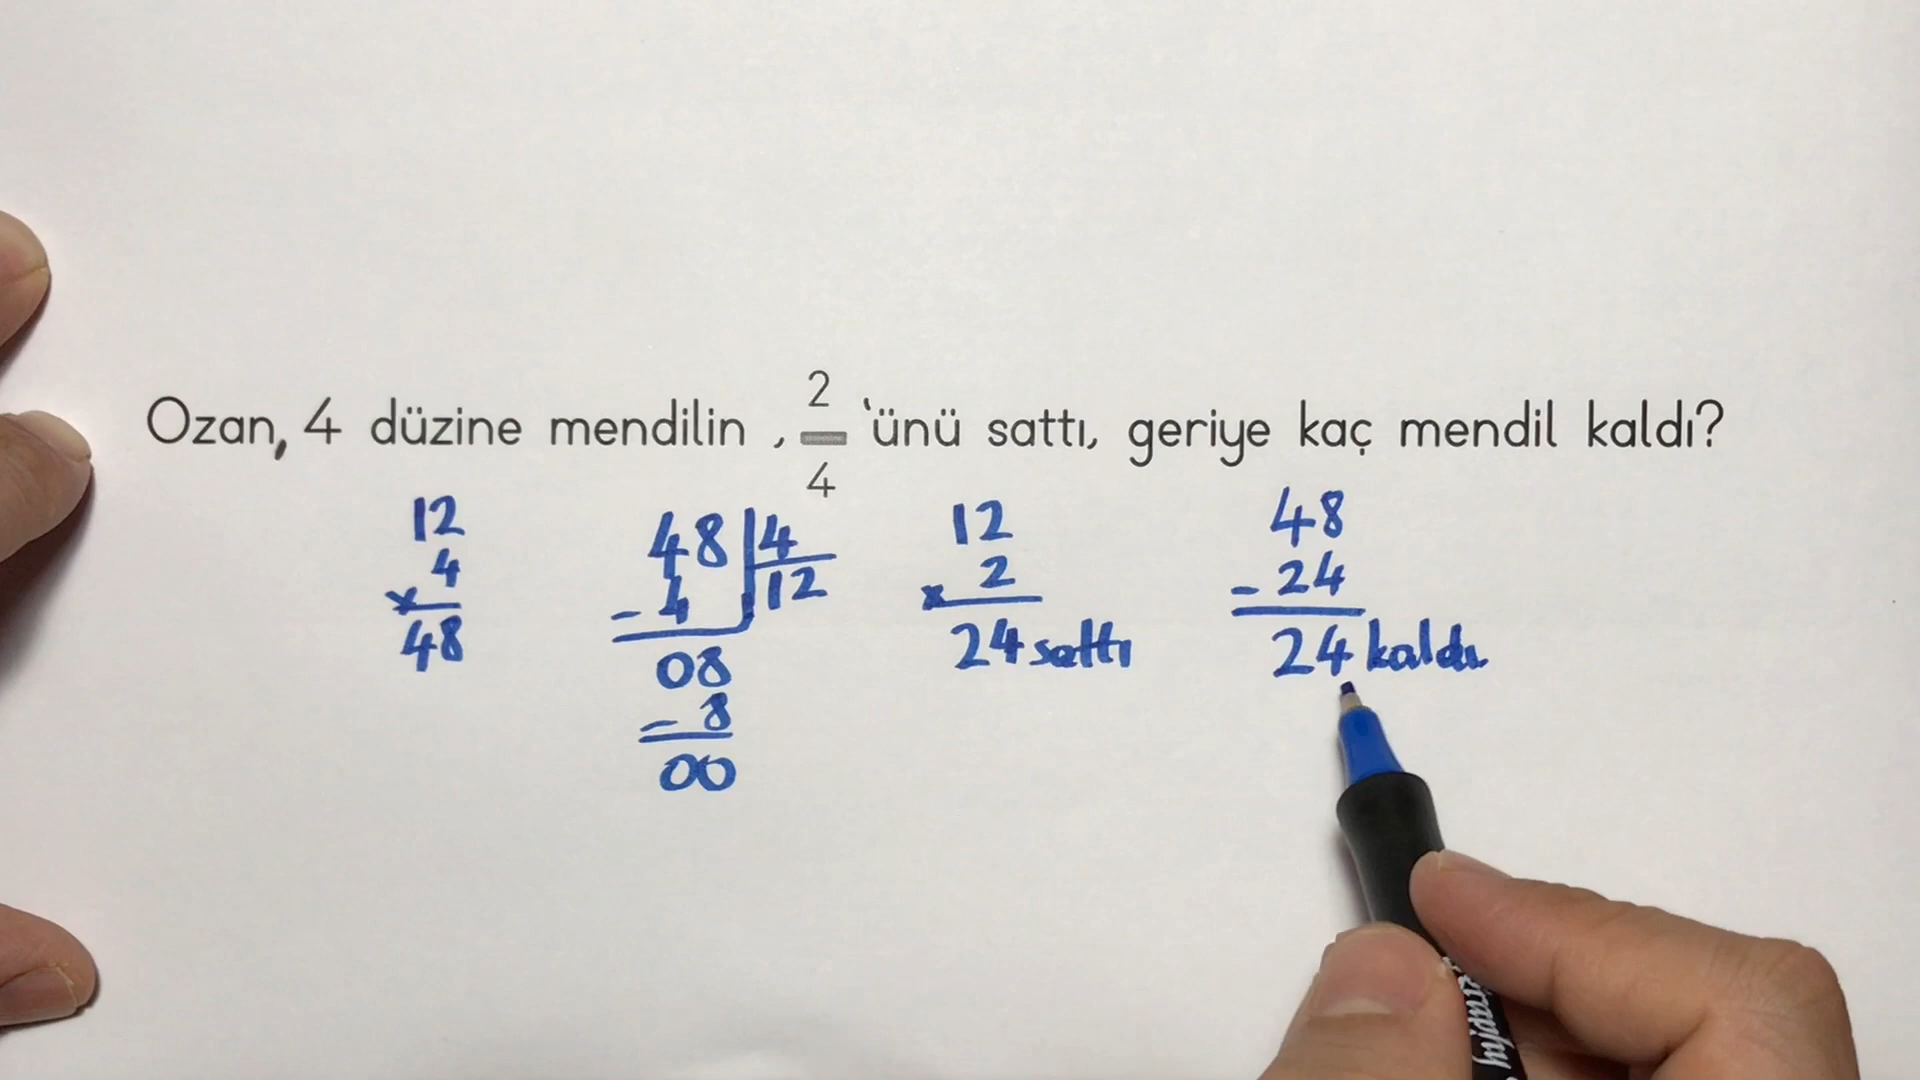 Ozan, 4 düzine mendilin , 2/4 'ünü sattı, geriye kaç mendil kaldı?
12
x 4
48
48 | 4
12
- 4
08
- 8
00
12
x 2
24 sattı
48
- 24
24 kaldı